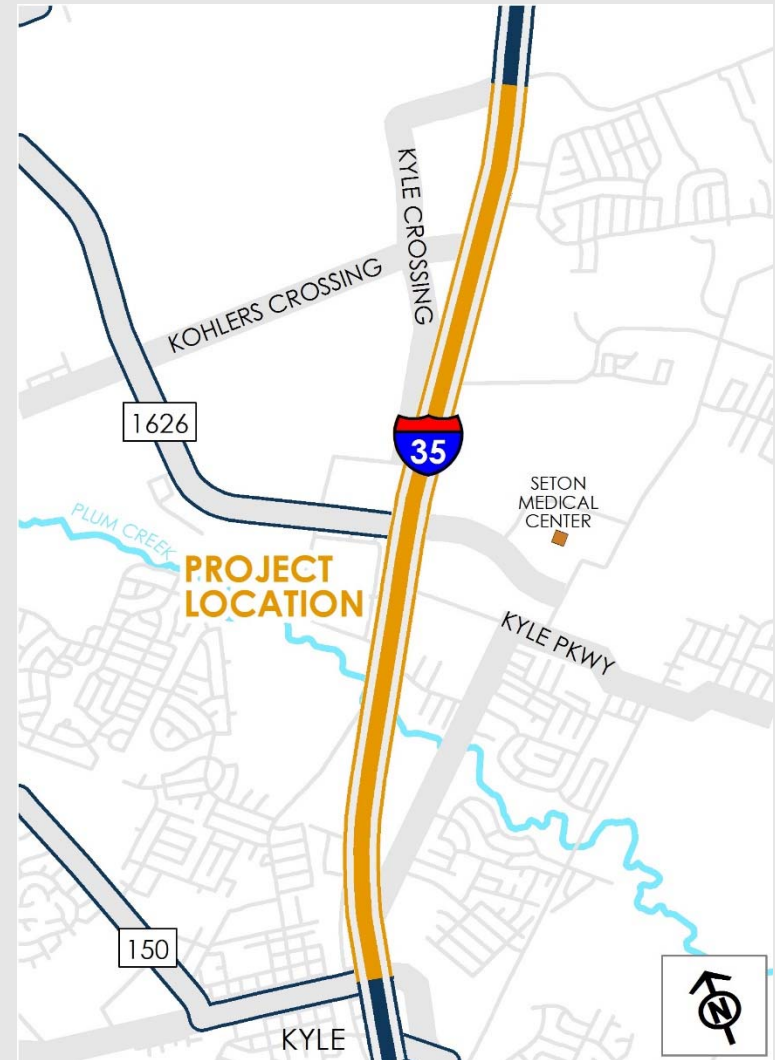 KYLE CROSSING
KOHLERS CROSSING
1626
35
SETON
MEDICAL
CENTER
PLUM CREEK
PROJECT
LOCATION
KYLE PKWY
150
KYLE
N